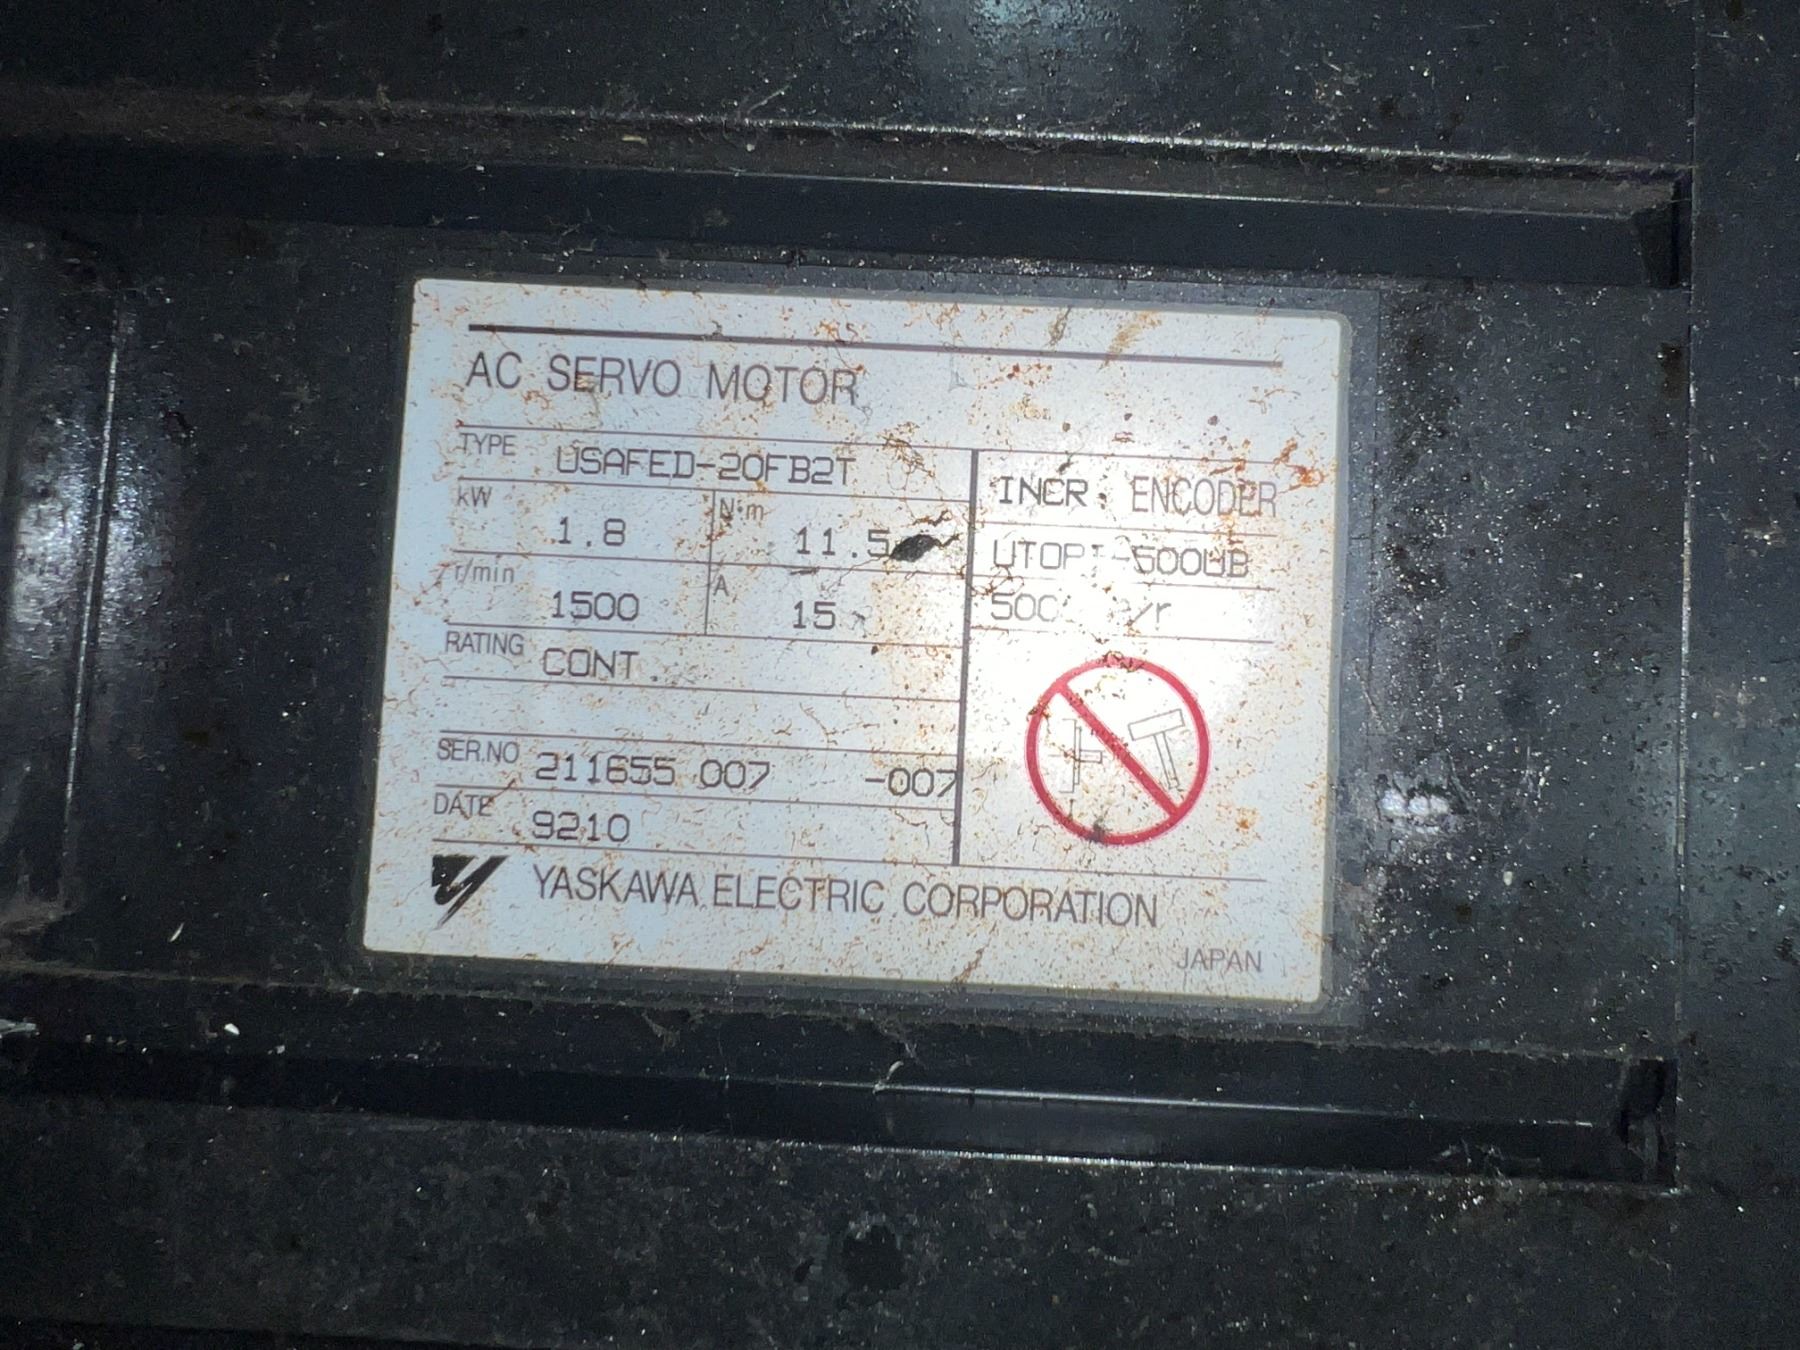 AC SERVO MOTOR
TYPE USAFED-20FB2T
kW 1.8 N·m 11.5
r/min 1500 A 15
RATING CONT.
SER.NO 211655 007 -007
DATE 9210
YASKAWA ELECTRIC CORPORATION
JAPAN
INCR. ENCODER